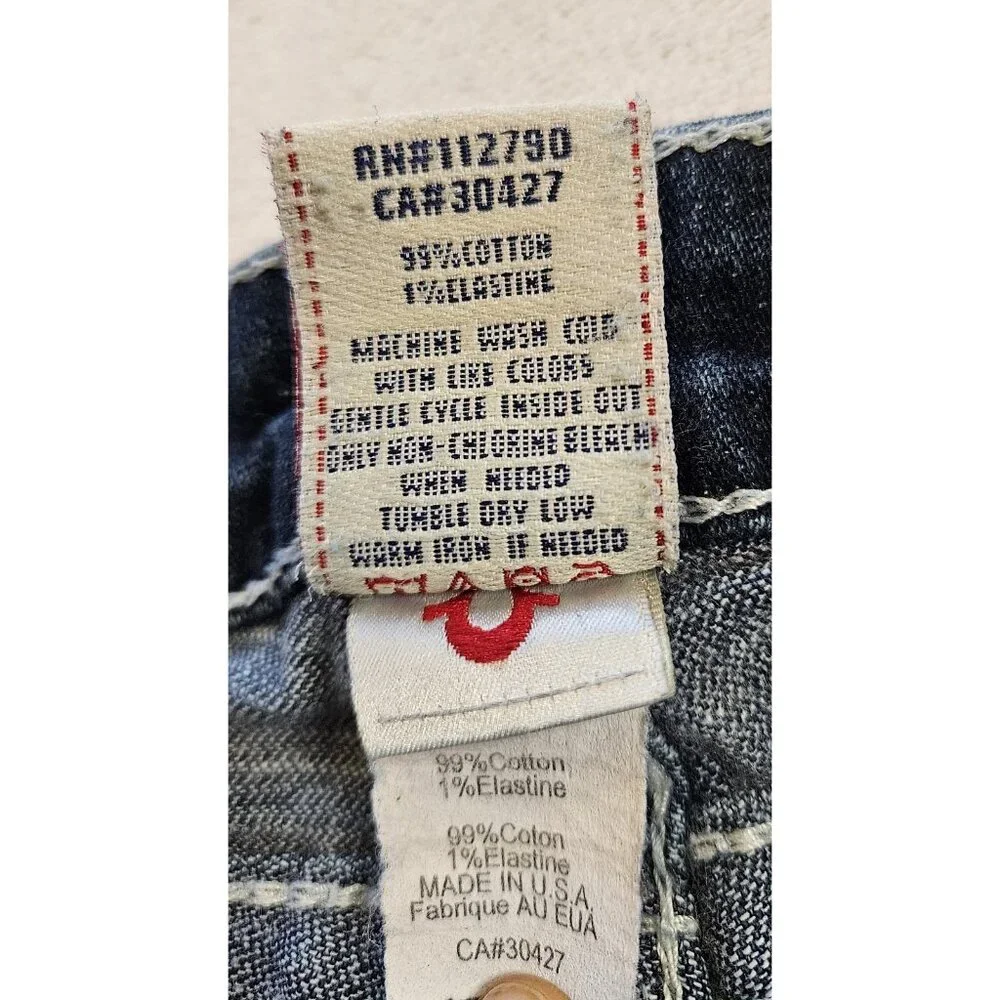 RN#112790
CA#30427
99%COTTON
1%ELASTINE
MACHINE WASH COLD
WITH LIKE COLORS
GENTLE CYCLE INSIDE OUT
ONLY NON-CHLORINE BLEACH
WHEN NEEDED
TUMBLE DRY LOW
WARM IRON IF NEEDED
99%Cotton
1%Elastine
99%Coton
1%Elastine
MADE IN U.S.A
Fabrique AU EUA
CA#30427